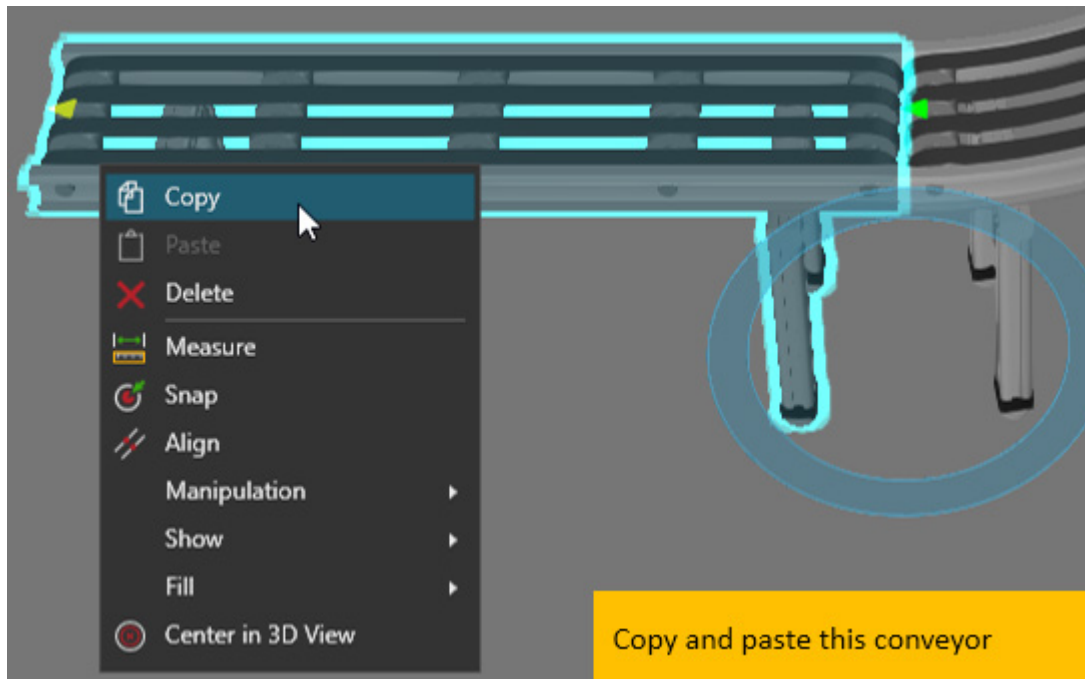 Copy
Paste
Delete
Measure
Snap
Align
Manipulation
Show
Fill
Center in 3D View
Copy and paste this conveyor